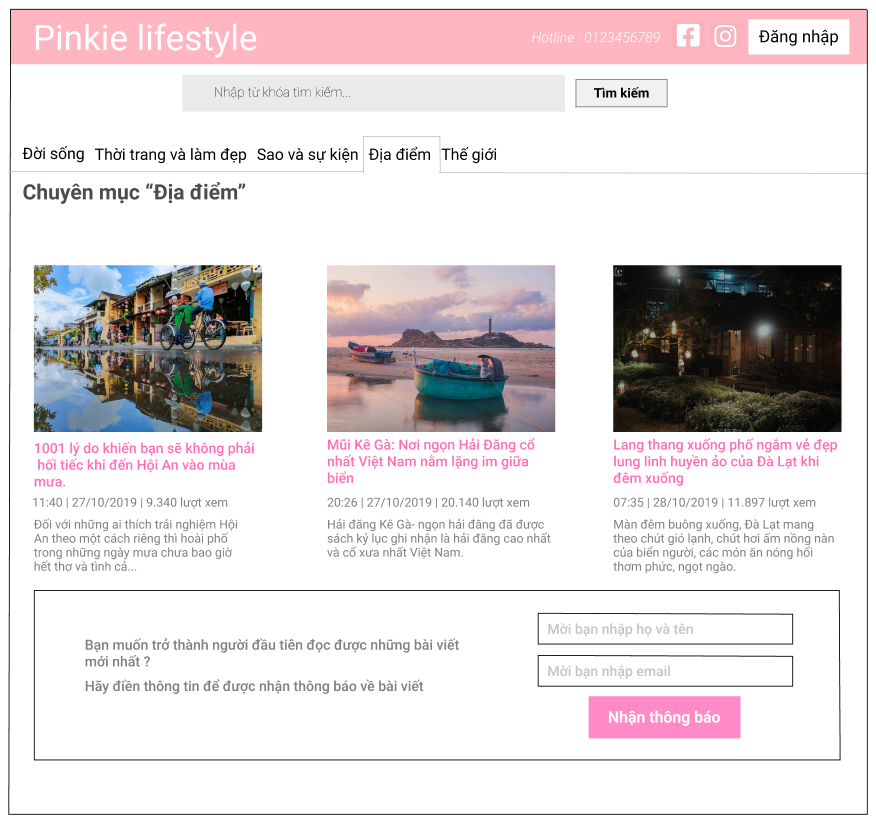 Pinkie lifestyle
Hotline : 0123456789
Đăng nhập
Nhập từ khóa tìm kiếm...
Tìm kiếm
Đời sống
Thời trang và làm đẹp
Sao và sự kiện
Địa điểm
Thế giới
Chuyên mục “Địa điểm”
1001 lý do khiến bạn sẽ không phải
hối tiếc khi đến Hội An vào mùa
mưa.
11:40 | 27/10/2019 | 9.340 lượt xem
Đối với những ai thích trải nghiệm Hội
An theo một cách riêng thì hoài phố
trong những ngày mưa chưa bao giờ
hết thơ và tình cả...
Mũi Kê Gà: Nơi ngọn Hải Đăng cổ
nhất Việt Nam nằm lặng im giữa
biển
20:26 | 27/10/2019 | 20.140 lượt xem
Hải đăng Kê Gà- ngọn hải đăng đã được
sách kỷ lục ghi nhận là hải đăng cao nhất
và cổ xưa nhất Việt Nam.
Lang thang xuống phố ngắm vẻ đẹp
lung linh huyền ảo của Đà Lạt khi
đêm xuống
07:35 | 28/10/2019 | 11.897 lượt xem
Màn đêm buông xuống, Đà Lạt mang
theo chút gió lạnh, chút hơi ấm nồng nàn
của biển người, các món ăn nóng hổi
thơm phức, ngọt ngào.
Bạn muốn trở thành người đầu tiên đọc được những bài viết
mới nhất ?
Hãy điền thông tin để được nhận thông báo về bài viết
Mời bạn nhập họ và tên
Mời bạn nhập email
Nhận thông báo